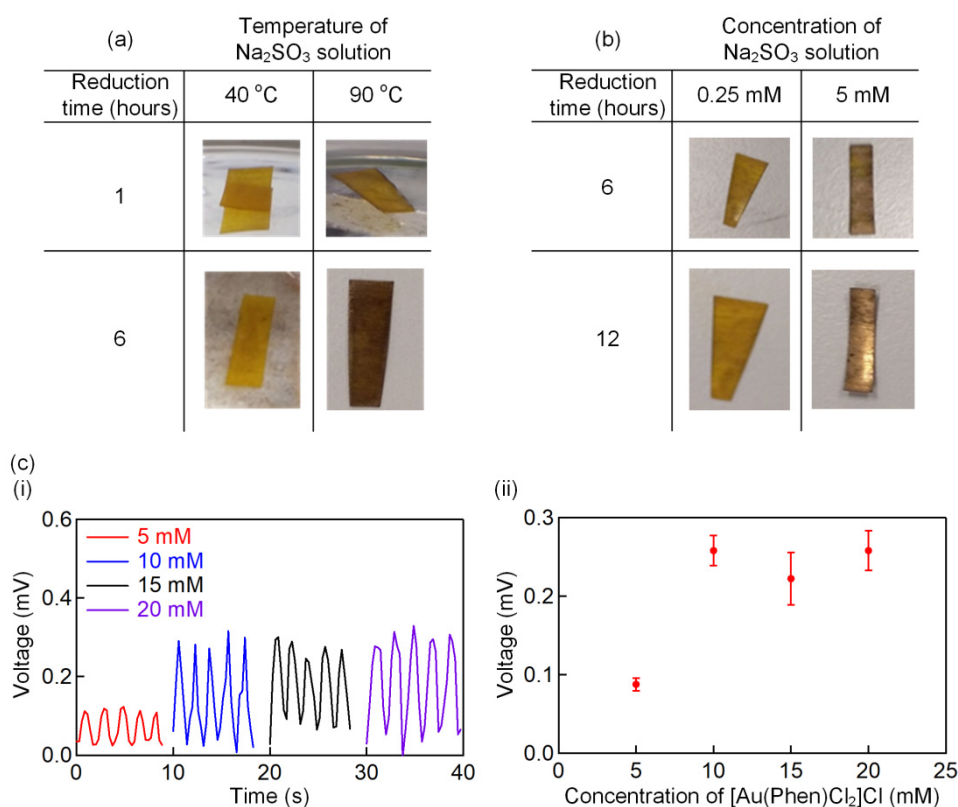 (a)
Temperature of
Na₂SO₃ solution
Reduction
time (hours)
40 °C
90 °C
1
6
(b)
Concentration of
Na₂SO₃ solution
Reduction
time (hours)
0.25 mM
5 mM
6
12
(c)
(i)
0.6
0.4
0.2
0.0
Voltage (mV)
5 mM
10 mM
15 mM
20 mM
0 10 20 30 40
Time (s)
(ii)
0.3
0.2
0.1
0.0
Voltage (mV)
0 5 10 15 20 25
Concentration of [Au(Phen)Cl₂]Cl (mM)